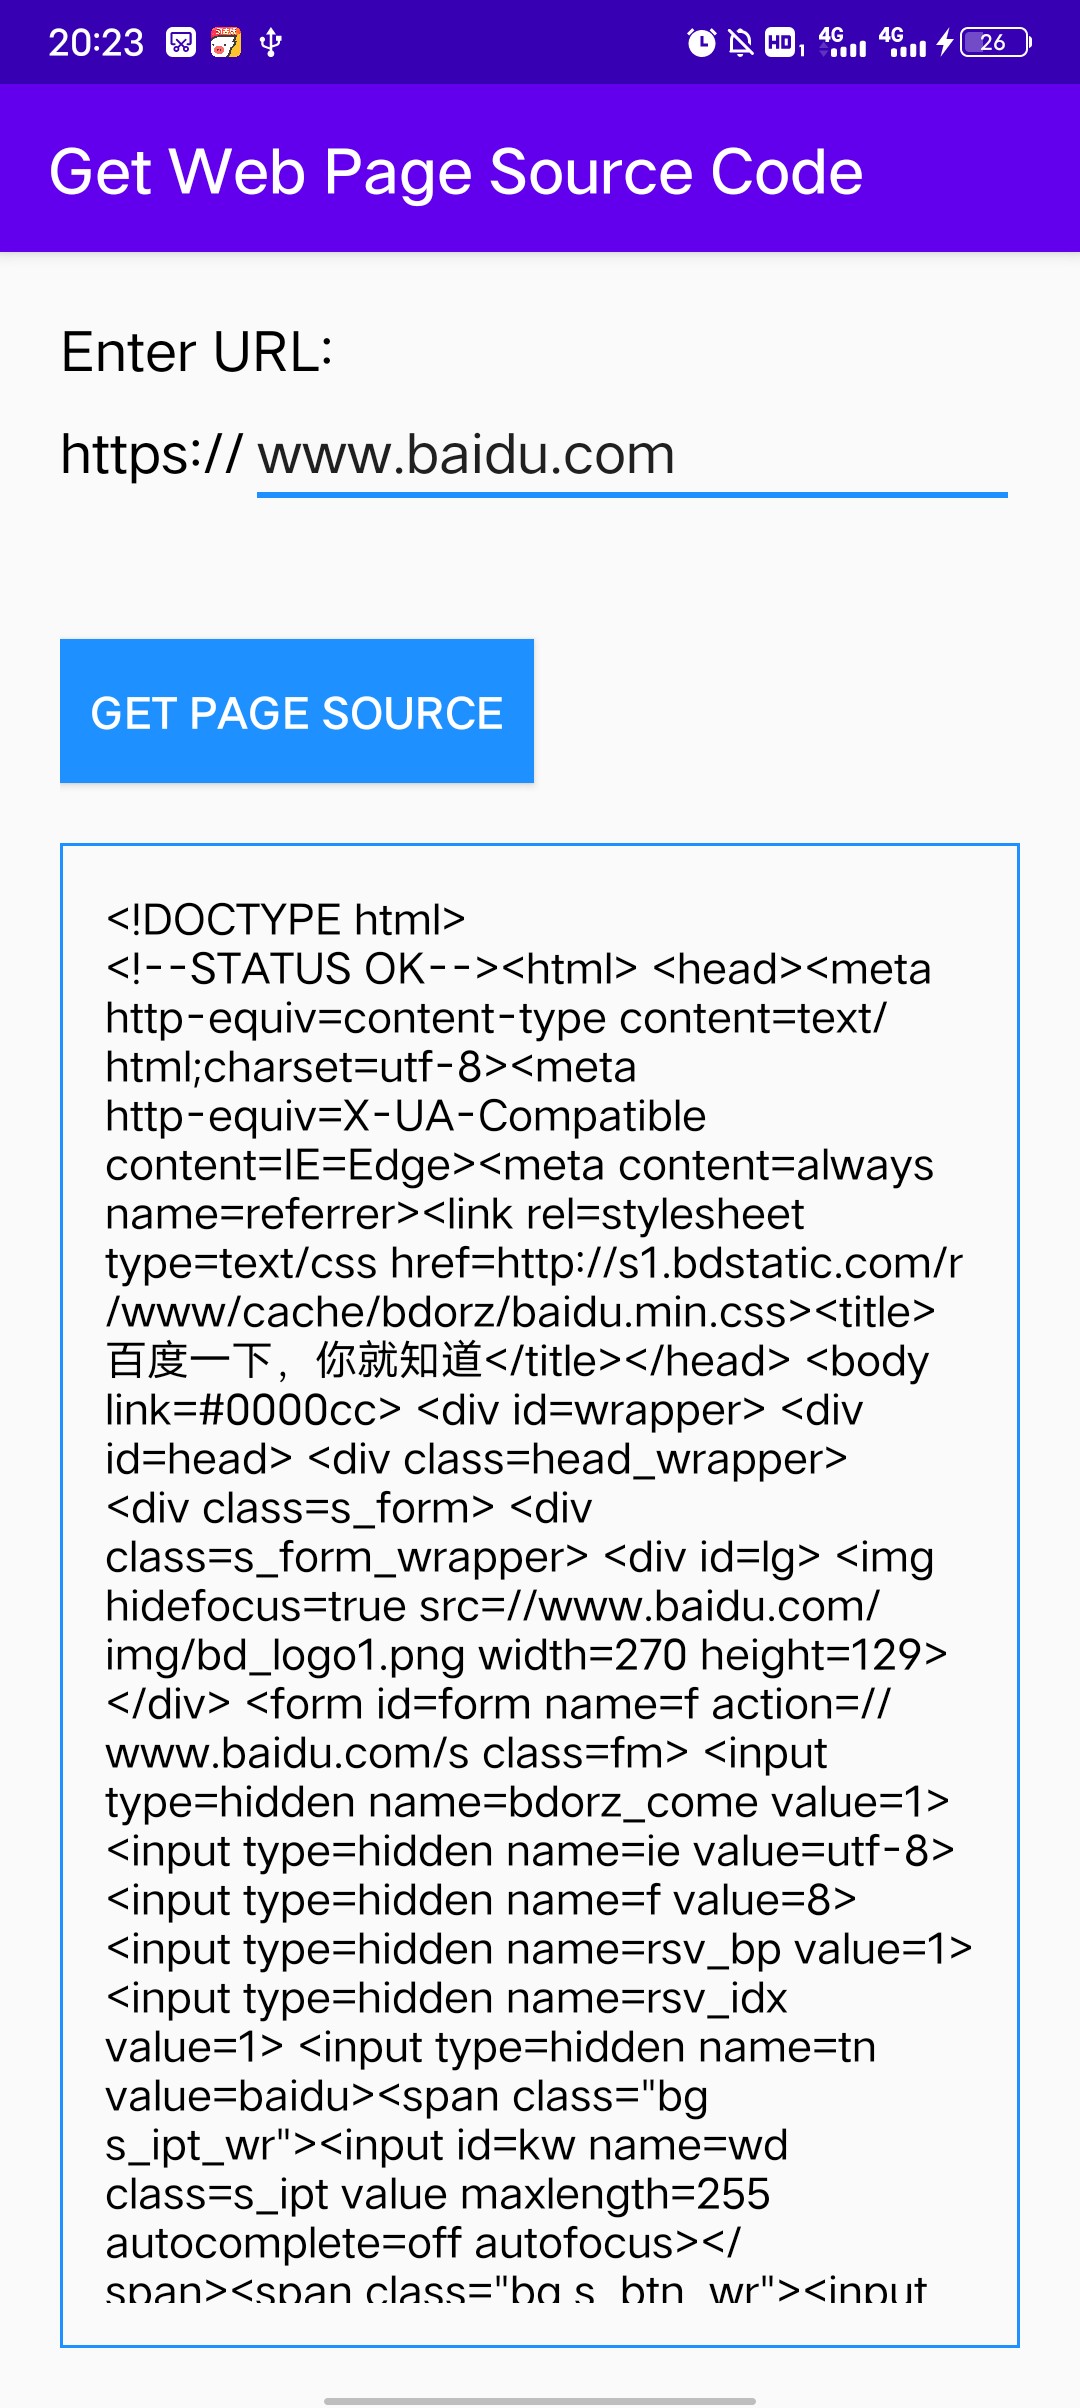 20:23
HD 1 4G 4G 26
Get Web Page Source Code
Enter URL:
https:// www.baidu.com
GET PAGE SOURCE
<!DOCTYPE html>
<!--STATUS OK--><html> <head><meta
http-equiv=content-type content=text/
html;charset=utf-8><meta
http-equiv=X-UA-Compatible
content=IE=Edge><meta content=always
name=referrer><link rel=stylesheet
type=text/css href=http://s1.bdstatic.com/r
/www/cache/bdorz/baidu.min.css><title>
百度一下，你就知道</title></head> <body
link=#0000cc> <div id=wrapper> <div
id=head> <div class=head_wrapper>
<div class=s_form> <div
class=s_form_wrapper> <div id=lg> <img
hidefocus=true src=//www.baidu.com/
img/bd_logo1.png width=270 height=129>
</div> <form id=form name=f action=//
www.baidu.com/s class=fm> <input
type=hidden name=bdorz_come value=1>
<input type=hidden name=ie value=utf-8>
<input type=hidden name=f value=8>
<input type=hidden name=rsv_bp value=1>
<input type=hidden name=rsv_idx
value=1> <input type=hidden name=tn
value=baidu><span class="bg
s_ipt_wr"><input id=kw name=wd
class=s_ipt value maxlength=255
autocomplete=off autofocus></
span><span class="bg s_btn_wr"><input